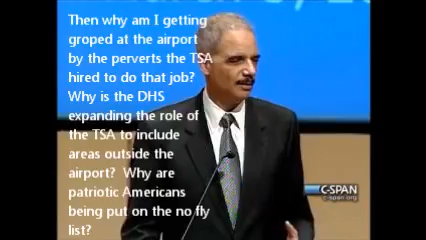 Then why am I getting
groped at the airport
by the perverts the TSA
hired to do that job?
Why is the DHS
expanding the role of
the TSA to include
areas outside the
airport?  Why are
patriotic Americans
being put on the no fly
list?
C-SPAN
c-span.org